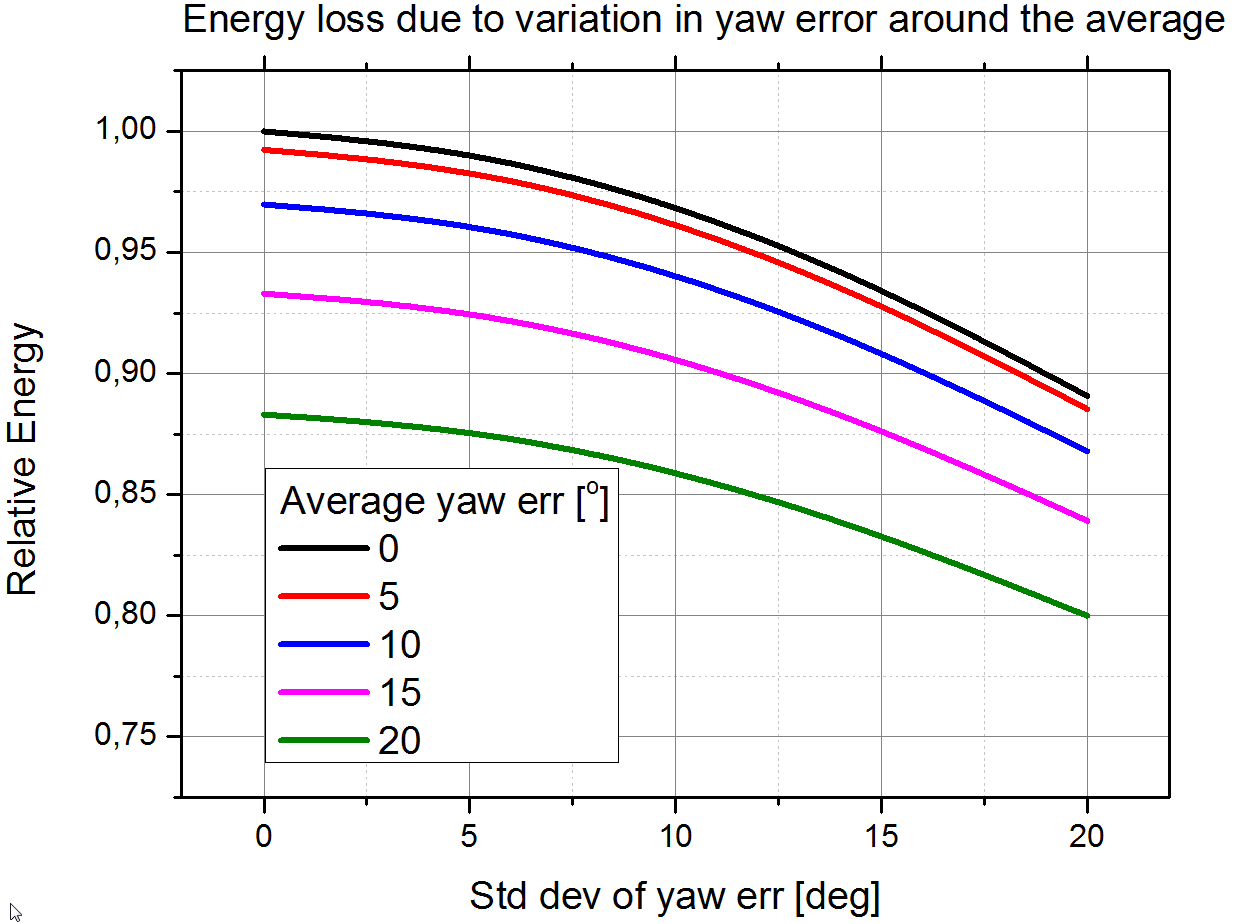 Energy loss due to variation in yaw error around the average
1,00
0,95
0,90
0,85
0,80
0,75
Relative Energy
Average yaw err [°]
0
5
10
15
20
0 5 10 15 20
Std dev of yaw err [deg]